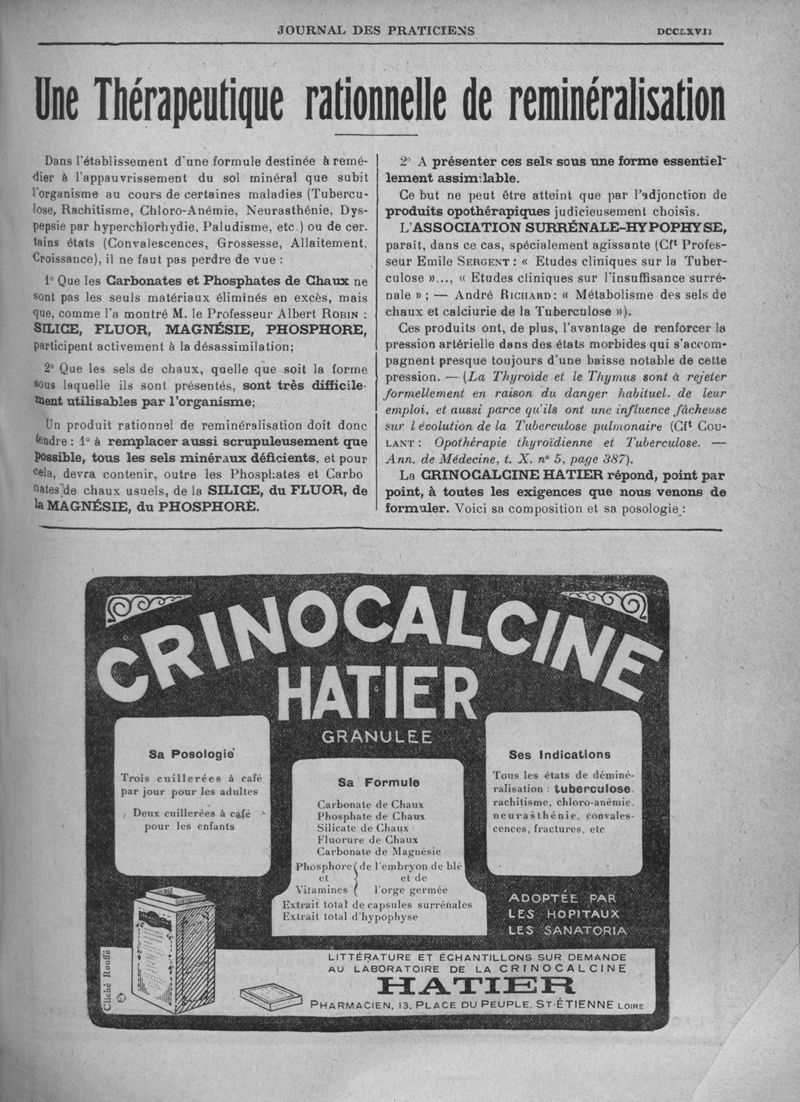 JOURNAL DES PRATICIENS
DCCLXVII
Une Thérapeutique rationnelle de reminéralisation
Dans l'établissement d'une formule destinée à remé-
dier à l'appauvrissement du sol minéral que subit
l'organisme au cours de certaines maladies (Tubercu-
lose, Rachitisme, Chloro-Anémie, Neurasthénie, Dys-
pepsie par hyperchlorhydie, Paludisme, etc.) ou de cer.
tains états (Convalescences, Grossesse, Allaitement,
Croissance), il ne faut pas perdre de vue :
1° Que les Carbonates et Phosphates de Chaux ne
sont pas les seuls matériaux éliminés en excès, mais
que, comme l'a montré M. le Professeur Albert ROBIN :
SILICE, FLUOR, MAGNÉSIE, PHOSPHORE,
participent activement à la désassimilation;
2° Que les sels de chaux, quelle que soit la forme
sous laquelle ils sont présentés, sont très difficile-
ment utilisables par l'organisme;
Un produit rationnel de reminéralisation doit donc
tendre : 1° à remplacer aussi scrupuleusement que
possible, tous les sels minéraux déficients, et pour
cela, devra contenir, outre les Phosphates et Carbo
nates de chaux usuels, de la SILICE, du FLUOR, de
la MAGNÉSIE, du PHOSPHORE.
2° A présenter ces sels sous une forme essentiel-
lement assimilable.
Ce but ne peut être atteint que par l'adjonction de
produits opothérapiques judicieusement choisis.
L'ASSOCIATION SURRÉNALE-HYPOPHYSE,
paraît, dans ce cas, spécialement agissante (Cft Profes-
seur Emile SERGENT : « Etudes cliniques sur la Tuber-
culose »..., « Etudes cliniques sur l'insuffisance surré-
nale » ; — André RICHARD : « Métabolisme des sels de
chaux et calciurie de la Tuberculose »).
Ces produits ont, de plus, l'avantage de renforcer la
pression artérielle dans des états morbides qui s'accom-
pagnent presque toujours d'une baisse notable de cette
pression. — (La Thyroïde et le Thymus sont à rejeter
formellement en raison du danger habituel. de leur
emploi, et aussi parce qu'ils ont une influence fâcheuse
sur l évolution de la Tuberculose pulmonaire (Cft COU-
LANT : Opothérapie thyroïdienne et Tuberculose. —
Ann. de Médecine, t. X. n° 5, page 387).
La CRINOCALCINE HATIER répond, point par
point, à toutes les exigences que nous venons de
formuler. Voici sa composition et sa posologie :
CRINOCALCINE
HATIER
GRANULEE
Sa Posologie
Trois cuillerées à café
par jour pour les adultes
Deux cuillerées à café
pour les enfants
Sa Formule
Carbonate de Chaux
Phosphate de Chaux
Silicate de Chaux
Fluorure de Chaux
Carbonate de Magnésie
Phosphore ( de l'embryon de blé
et } et de
Vitamines ( l'orge germée
Extrait total de capsules surrénales
Extrait total d'hypophyse
Ses Indications
Tous les états de déminé-
ralisation : tuberculose.
rachitisme, chloro-anémie.
neurasthénie, convales-
cences, fractures, etc
ADOPTÉE PAR
LES HOPITAUX
LES SANATORIA
Cliché Rouffé
LITTÉRATURE ET ÉCHANTILLONS SUR DEMANDE
AU LABORATOIRE DE LA CRINOCALCINE
HATIER
PHARMACIEN, 13, PLACE DU PEUPLE, ST-ÉTIENNE LOIRE